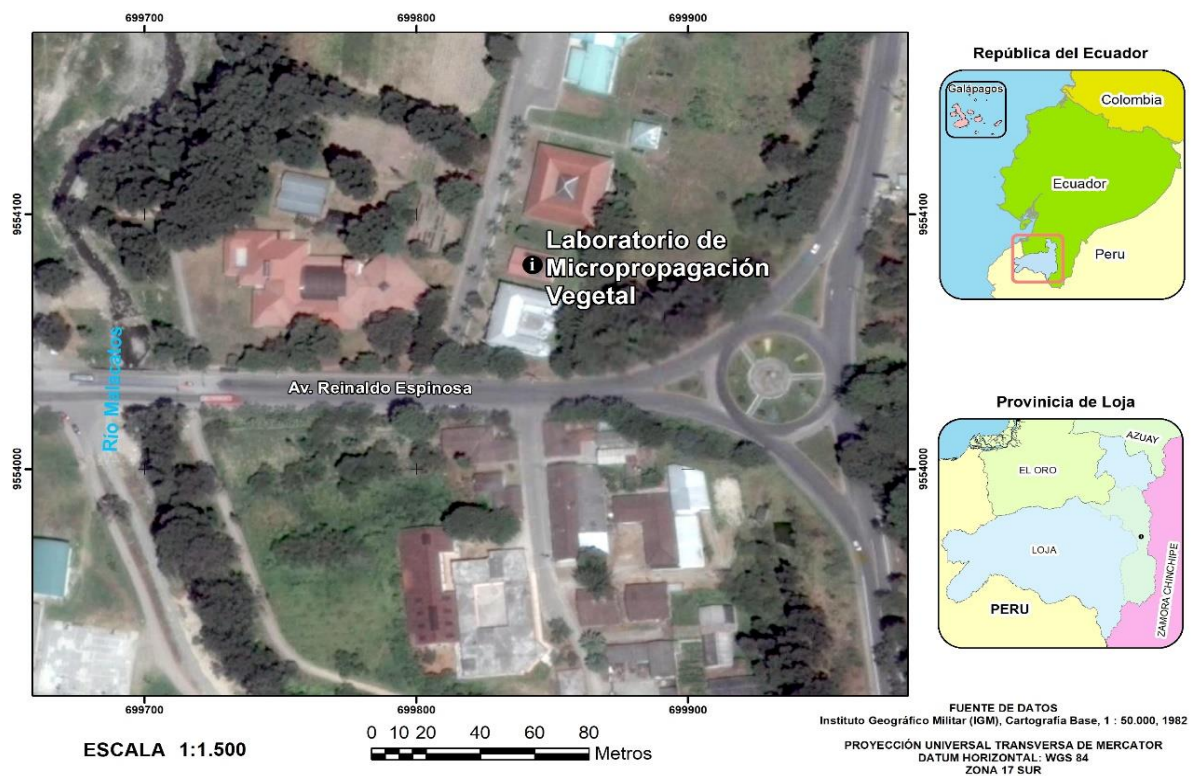 699700
699800
699900
9554100
9554100
9554000
9554000
Laboratorio de
Micropropagación
Vegetal
i
Río Malacatos
Av. Reinaldo Espinosa
699700
699800
699900
República del Ecuador
Galápagos
Colombia
Ecuador
Peru
Provinicia de Loja
AZUAY
EL ORO
LOJA
PERU
ZAMORA CHINCHIPE
ESCALA 1:1.500
0 10 20 40 60 80
Metros
FUENTE DE DATOS
Instituto Geográfico Militar (IGM), Cartografia Base, 1 : 50.000, 1982
PROYECCIÓN UNIVERSAL TRANSVERSA DE MERCATOR
DATUM HORIZONTAL: WGS 84
ZONA 17 SUR